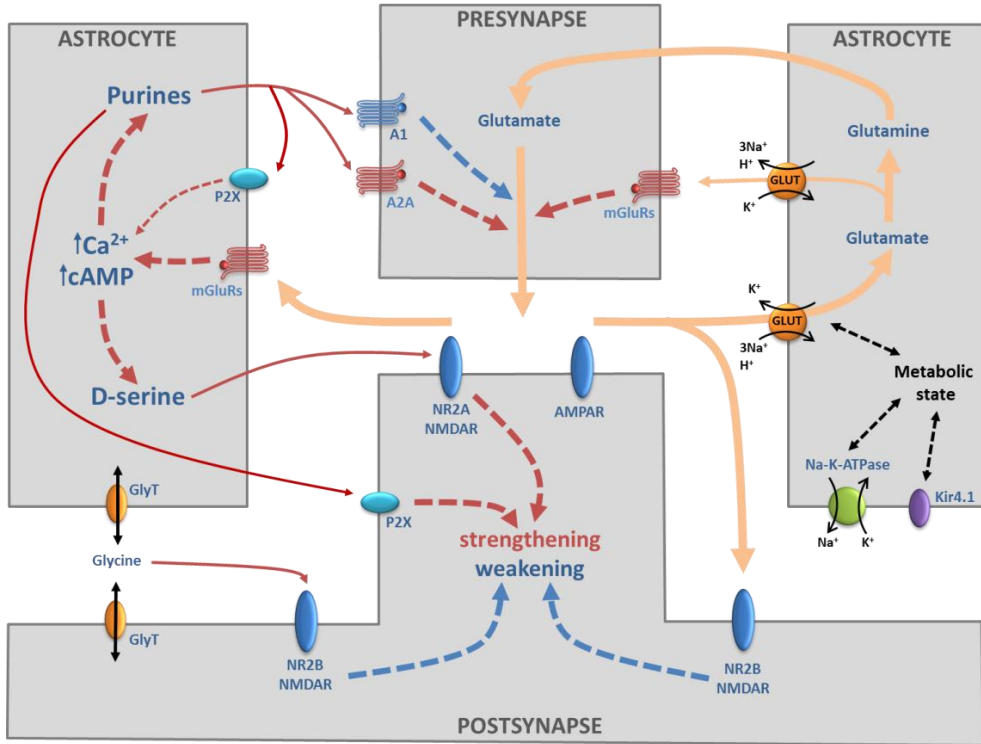 ASTROCYTE
Purines
P2X
↑Ca²⁺
↑cAMP
mGluRs
D-serine
GlyT
Glycine
GlyT
PRESYNAPSE
A1
Glutamate
A2A
mGluRs
ASTROCYTE
Glutamine
3Na⁺
H⁺
GLUT
K⁺
Glutamate
K⁺
GLUT
3Na⁺
H⁺
Metabolic
state
Na-K-ATPase
Kir4.1
Na⁺
K⁺
NR2A
NMDAR
AMPAR
P2X
strengthening
weakening
NR2B
NMDAR
NR2B
NMDAR
POSTSYNAPSE